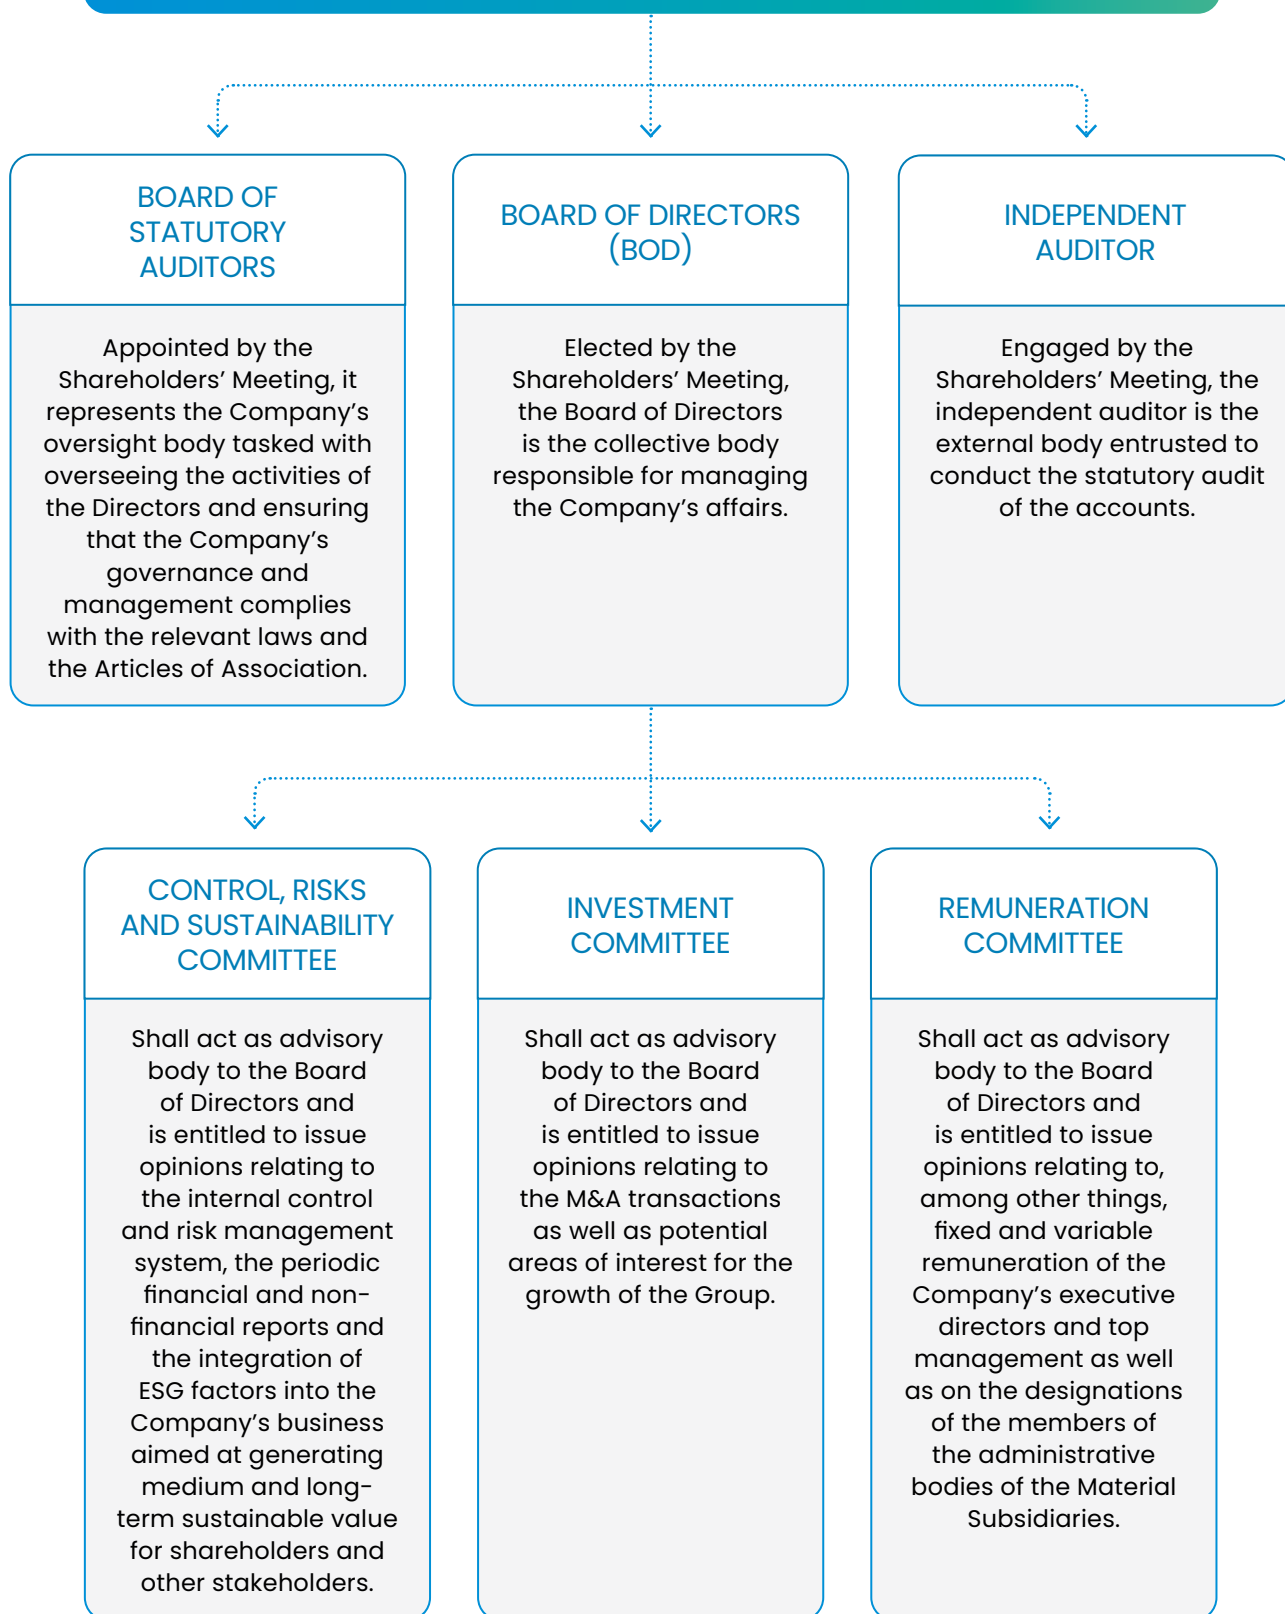 BOARD OF
STATUTORY
AUDITORS
Appointed by the
Shareholders’ Meeting, it
represents the Company’s
oversight body tasked with
overseeing the activities of
the Directors and ensuring
that the Company’s
governance and
management complies
with the relevant laws and
the Articles of Association.
BOARD OF DIRECTORS
(BOD)
Elected by the
Shareholders’ Meeting,
the Board of Directors
is the collective body
responsible for managing
the Company’s affairs.
INDEPENDENT
AUDITOR
Engaged by the
Shareholders’ Meeting, the
independent auditor is the
external body entrusted to
conduct the statutory audit
of the accounts.
CONTROL, RISKS
AND SUSTAINABILITY
COMMITTEE
Shall act as advisory
body to the Board
of Directors and
is entitled to issue
opinions relating to
the internal control
and risk management
system, the periodic
financial and non-
financial reports and
the integration of
ESG factors into the
Company’s business
aimed at generating
medium and long-
term sustainable value
for shareholders and
other stakeholders.
INVESTMENT
COMMITTEE
Shall act as advisory
body to the Board
of Directors and
is entitled to issue
opinions relating to
the M&A transactions
as well as potential
areas of interest for the
growth of the Group.
REMUNERATION
COMMITTEE
Shall act as advisory
body to the Board
of Directors and
is entitled to issue
opinions relating to,
among other things,
fixed and variable
remuneration of the
Company’s executive
directors and top
management as well
as on the designations
of the members of
the administrative
bodies of the Material
Subsidiaries.